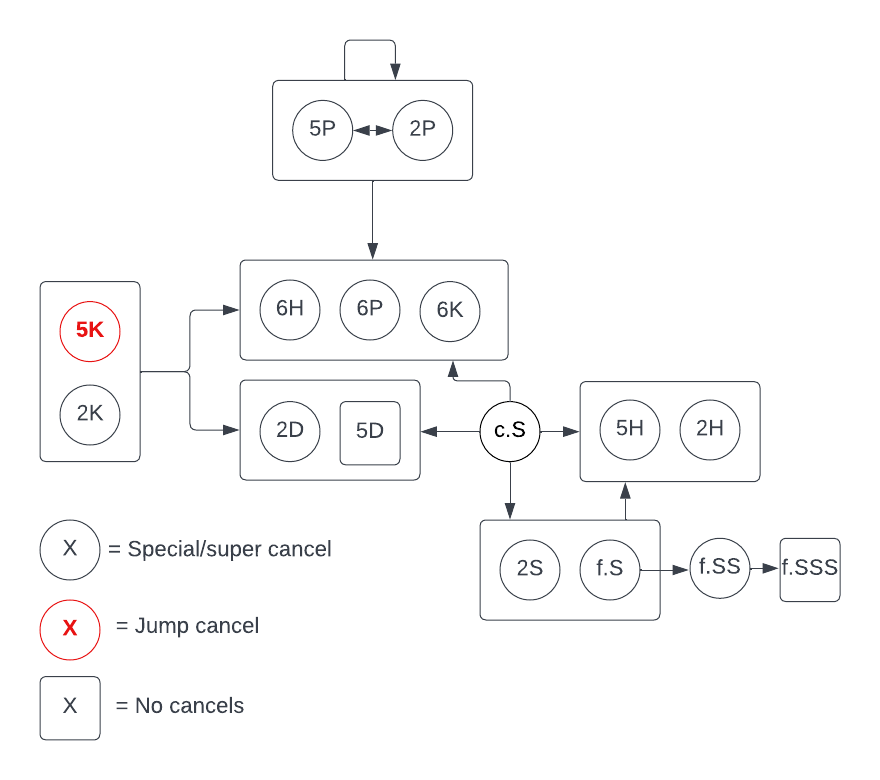 5P 2P
6H 6P 6K
5K
2K
2D 5D
c.S
5H 2H
2S f.S f.SS f.SSS
X = Special/super cancel
X = Jump cancel
X = No cancels